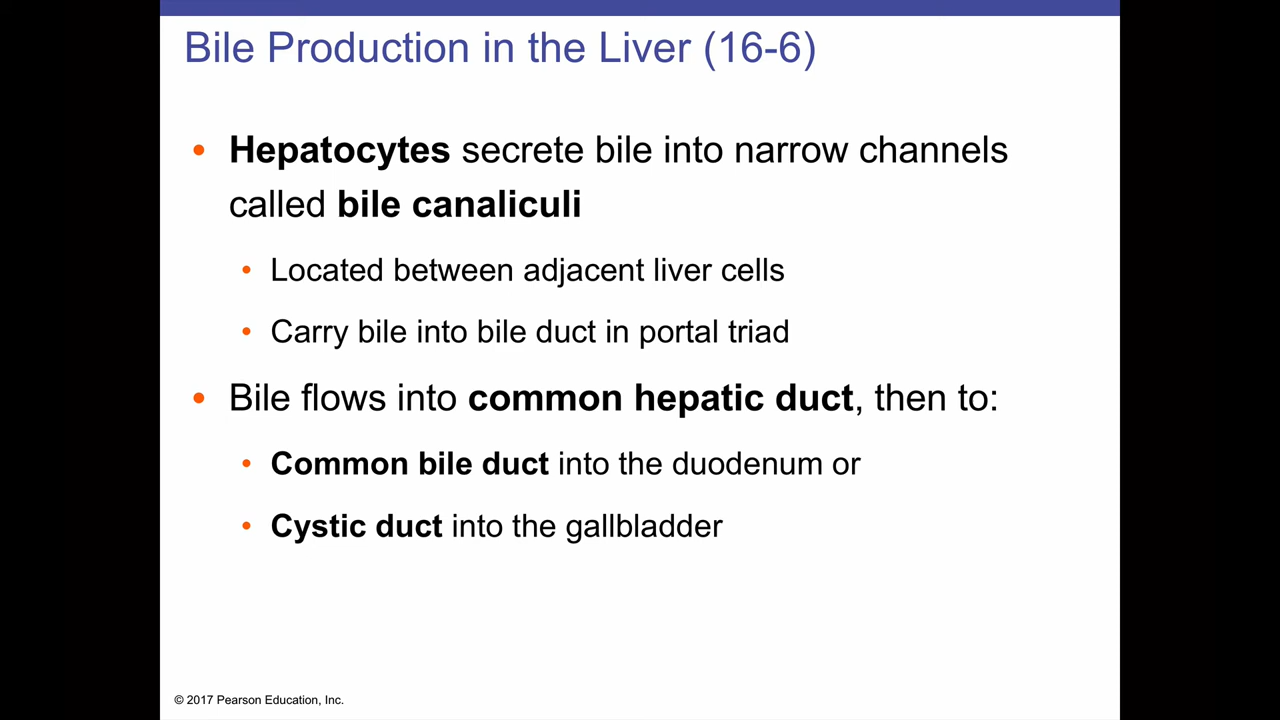 Bile Production in the Liver (16-6)
• Hepatocytes secrete bile into narrow channels
called bile canaliculi
• Located between adjacent liver cells
• Carry bile into bile duct in portal triad
• Bile flows into common hepatic duct, then to:
• Common bile duct into the duodenum or
• Cystic duct into the gallbladder
© 2017 Pearson Education, Inc.